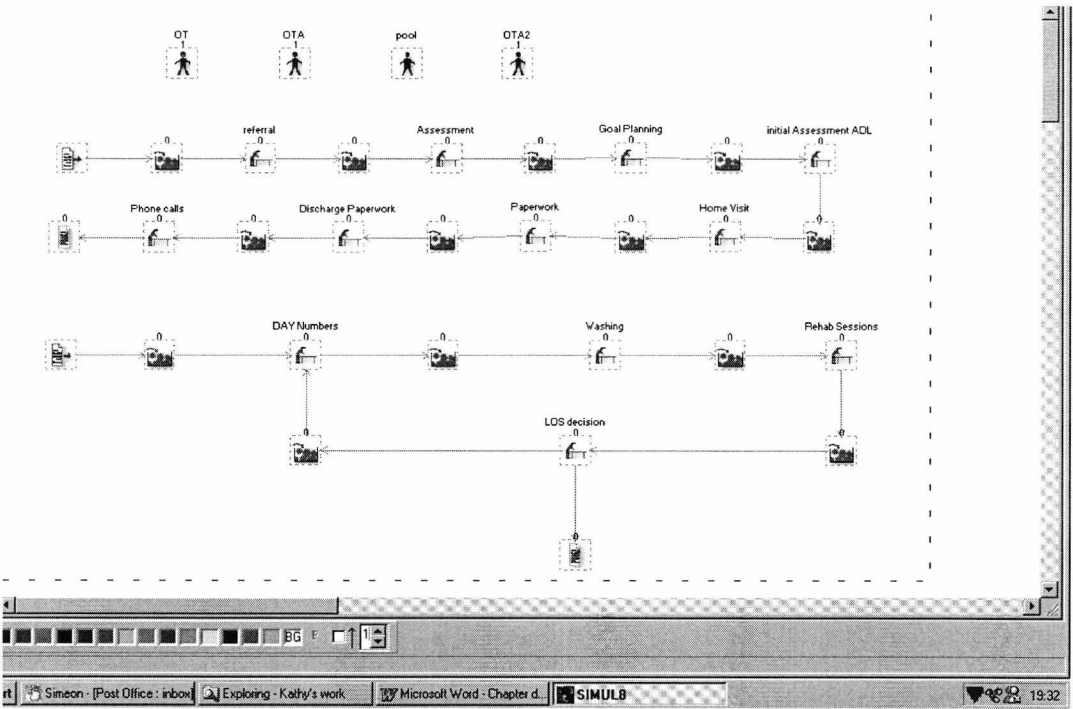 OT OTA pool OTA2
1 1 1
referral Assessment Goal Planning initial Assessment ADL
0 0 0 0 0 0 0 0
Phone calls Discharge Paperwork Paperwork Home Visit
0 0 0 0 0 0 0 0 0
DAY Numbers Washing Rehab Sessions
0 0 0 0 0 0
LOS decision
0 0 0
0
BG 1
rt Simeon - [Post Office : inbox] Exploring - Kathy's work Microsoft Word - Chapter d... SIMUL8 19:32